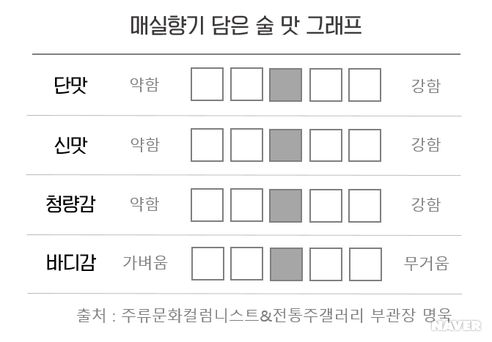 매실향기 담은 술 맛 그래프
단맛 약함 강함
신맛 약함 강함
청량감 약함 강함
바디감 가벼움 무거움
출처 : 주류문화컬럼니스트&전통주갤러리 부관장 명욱
NAVER